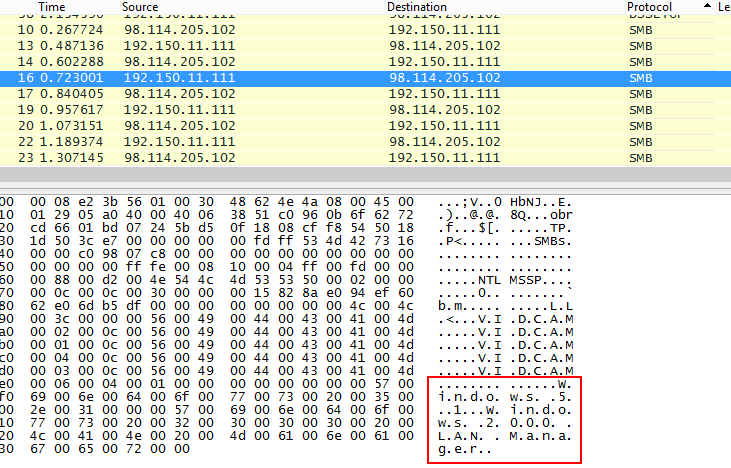 Time Source Destination Protocol Le
10 0.267724 98.114.205.102 192.150.11.111 SMB
13 0.487136 192.150.11.111 98.114.205.102 SMB
14 0.602288 98.114.205.102 192.150.11.111 SMB
16 0.723001 192.150.11.111 98.114.205.102 SMB
17 0.840405 98.114.205.102 192.150.11.111 SMB
19 0.957617 192.150.11.111 98.114.205.102 SMB
20 1.073151 98.114.205.102 192.150.11.111 SMB
22 1.189374 192.150.11.111 98.114.205.102 SMB
23 1.307145 98.114.205.102 192.150.11.111 SMB
00 00 08 e2 3b 56 01 00 30 48 62 4e 4a 08 00 45 00 ...;V..0 HbNJ..E.
10 01 29 05 a0 40 00 40 06 38 51 c0 96 0b 6f 62 72 .)..@.@. 8Q...obr
20 cd 66 01 bd 07 24 5b d5 0f 18 08 cf f8 54 50 18 .f...$[. .....TP.
30 1d 50 3c e7 00 00 00 00 00 fd ff 53 4d 42 73 16 .P<..... ...SMBs.
40 00 00 c0 98 07 c8 00 00 00 00 00 00 00 00 00 00 ........ ........
50 00 00 00 00 ff fe 00 08 10 00 04 ff 00 fd 00 00 ........ ........
60 00 88 00 d2 00 4e 54 4c 4d 53 53 50 00 02 00 00 .....NTL MSSP....
70 00 0c 00 0c 00 30 00 00 00 15 82 8a e0 94 ef 60 .....0.. .......`
80 62 e0 6d b5 df 00 00 00 00 00 00 00 00 4c 00 4c b.m..... .....L.L
90 00 3c 00 00 00 56 00 49 00 44 00 43 00 41 00 4d .<...V.I .D.C.A.M
a0 00 02 00 0c 00 56 00 49 00 44 00 43 00 41 00 4d .....V.I .D.C.A.M
b0 00 01 00 0c 00 56 00 49 00 44 00 43 00 41 00 4d .....V.I .D.C.A.M
c0 00 04 00 0c 00 56 00 49 00 44 00 43 00 41 00 4d .....V.I .D.C.A.M
d0 00 03 00 0c 00 56 00 49 00 44 00 43 00 41 00 4d .....V.I .D.C.A.M
e0 00 06 00 04 00 01 00 00 00 00 00 00 00 00 57 00 ........ ......W.
f0 69 00 6e 00 64 00 6f 00 77 00 73 00 20 00 35 00 i.n.d.o. w.s. .5.
00 2e 00 31 00 00 00 57 00 69 00 6e 00 64 00 6f 00 ..1...W. i.n.d.o.
10 77 00 73 00 20 00 32 00 30 00 30 00 30 00 20 00 w.s. .2. 0.0.0. .
20 4c 00 41 00 4e 00 20 00 4d 00 61 00 6e 00 61 00 L.A.N. . M.a.n.a.
30 67 00 65 00 72 00 00 g.e.r..